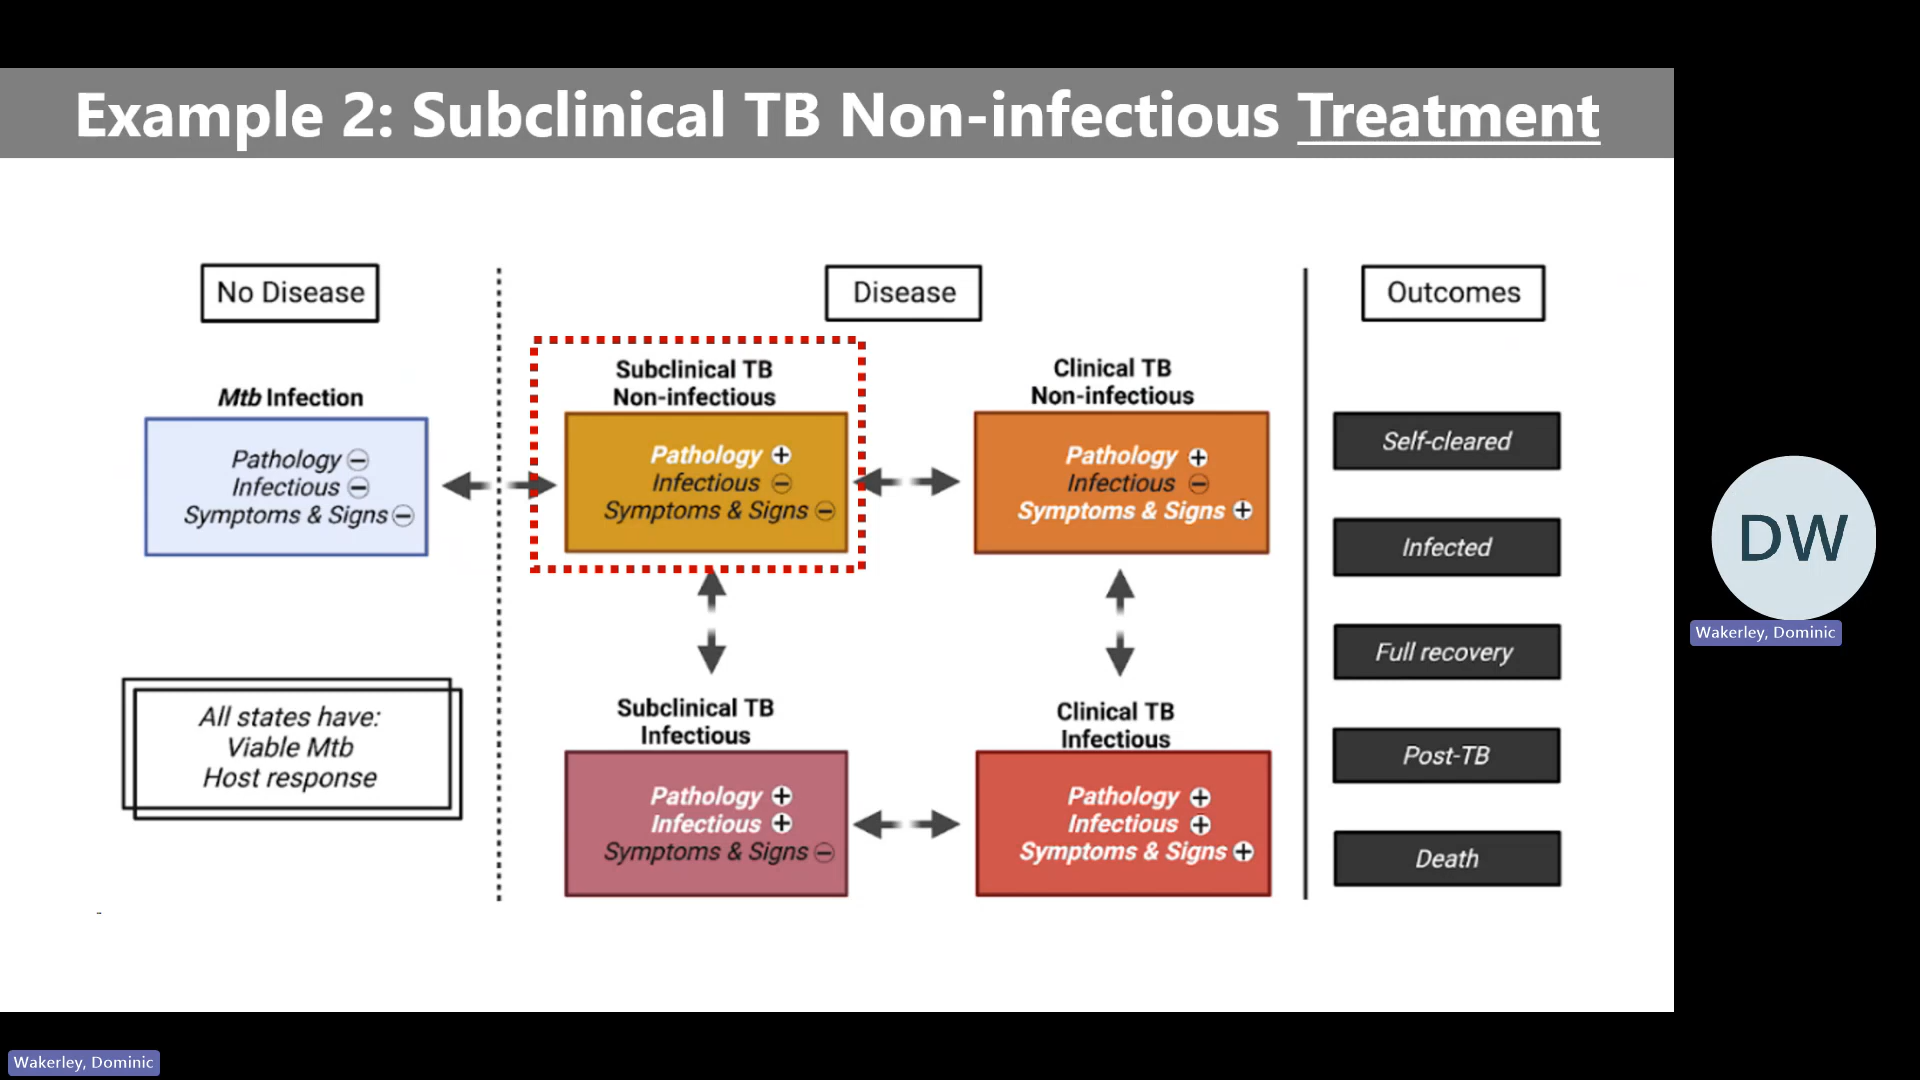 Example 2: Subclinical TB Non-infectious Treatment
No Disease
Disease
Outcomes
Mtb Infection
Pathology ⊖
Infectious ⊖
Symptoms & Signs ⊖
Subclinical TB
Non-infectious
Pathology ⊕
Infectious ⊖
Symptoms & Signs ⊖
Clinical TB
Non-infectious
Pathology ⊕
Infectious ⊖
Symptoms & Signs ⊕
Self-cleared
Infected
Full recovery
Post-TB
Death
All states have:
Viable Mtb
Host response
Subclinical TB
Infectious
Pathology ⊕
Infectious ⊕
Symptoms & Signs ⊖
Clinical TB
Infectious
Pathology ⊕
Infectious ⊕
Symptoms & Signs ⊕
DW
Wakerley, Dominic
Wakerley, Dominic